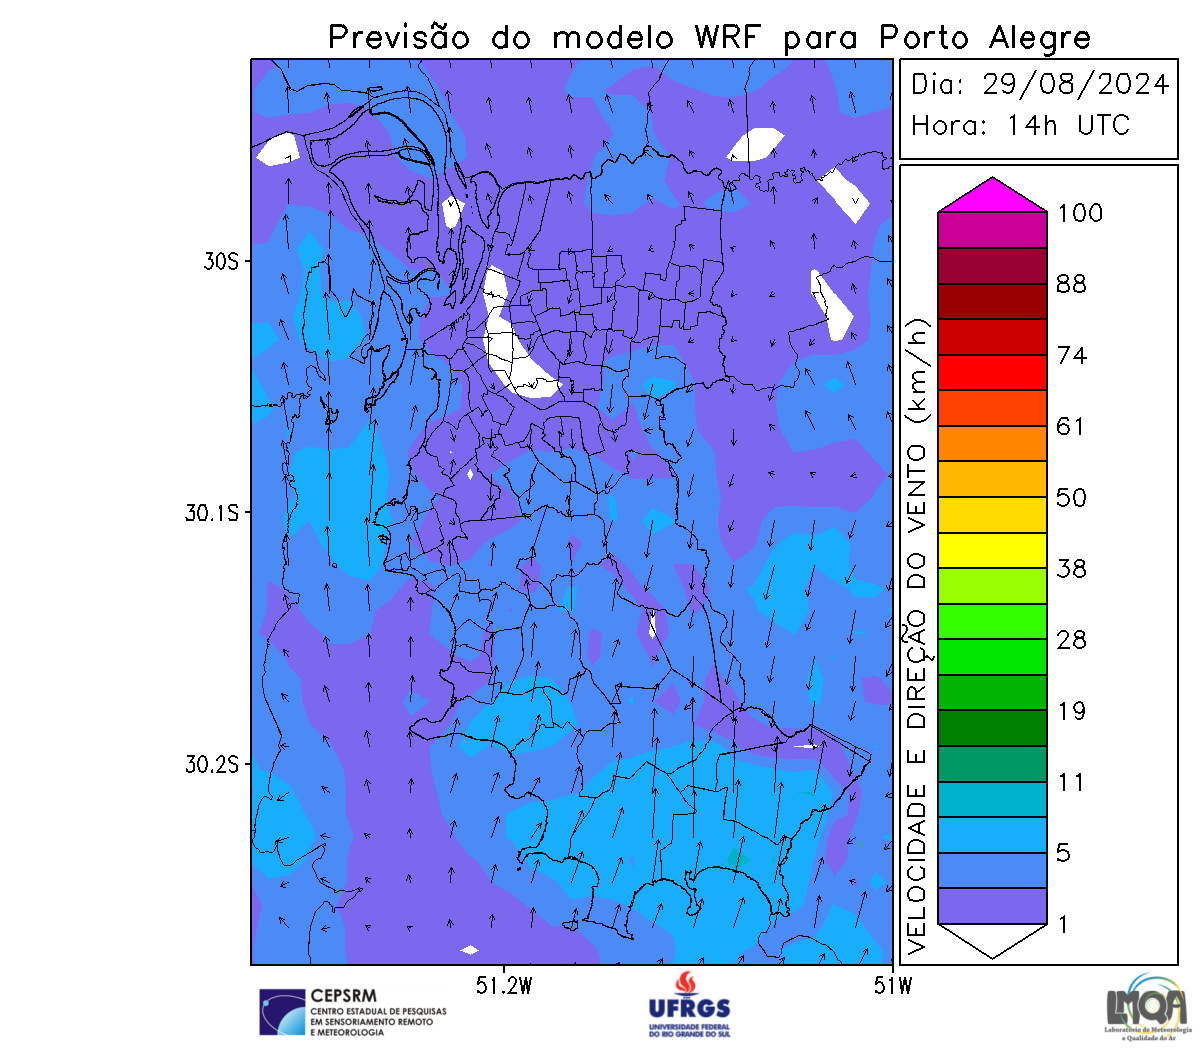 Previsão do modelo WRF para Porto Alegre
Dia: 29/08/2024
Hora: 14h UTC
30S
30.1S
30.2S
51.2W
51W
VELOCIDADE E DIREÇÃO DO VENTO (km/h)
100
88
74
61
50
38
28
19
11
5
1
CEPSRM
CENTRO ESTADUAL DE PESQUISAS
EM SENSORIAMENTO REMOTO
E METEOROLOGIA
UFRGS
UNIVERSIDADE FEDERAL
DO RIO GRANDE DO SUL
LMQA
Laboratório de Meteorologia
e Qualidade do Ar